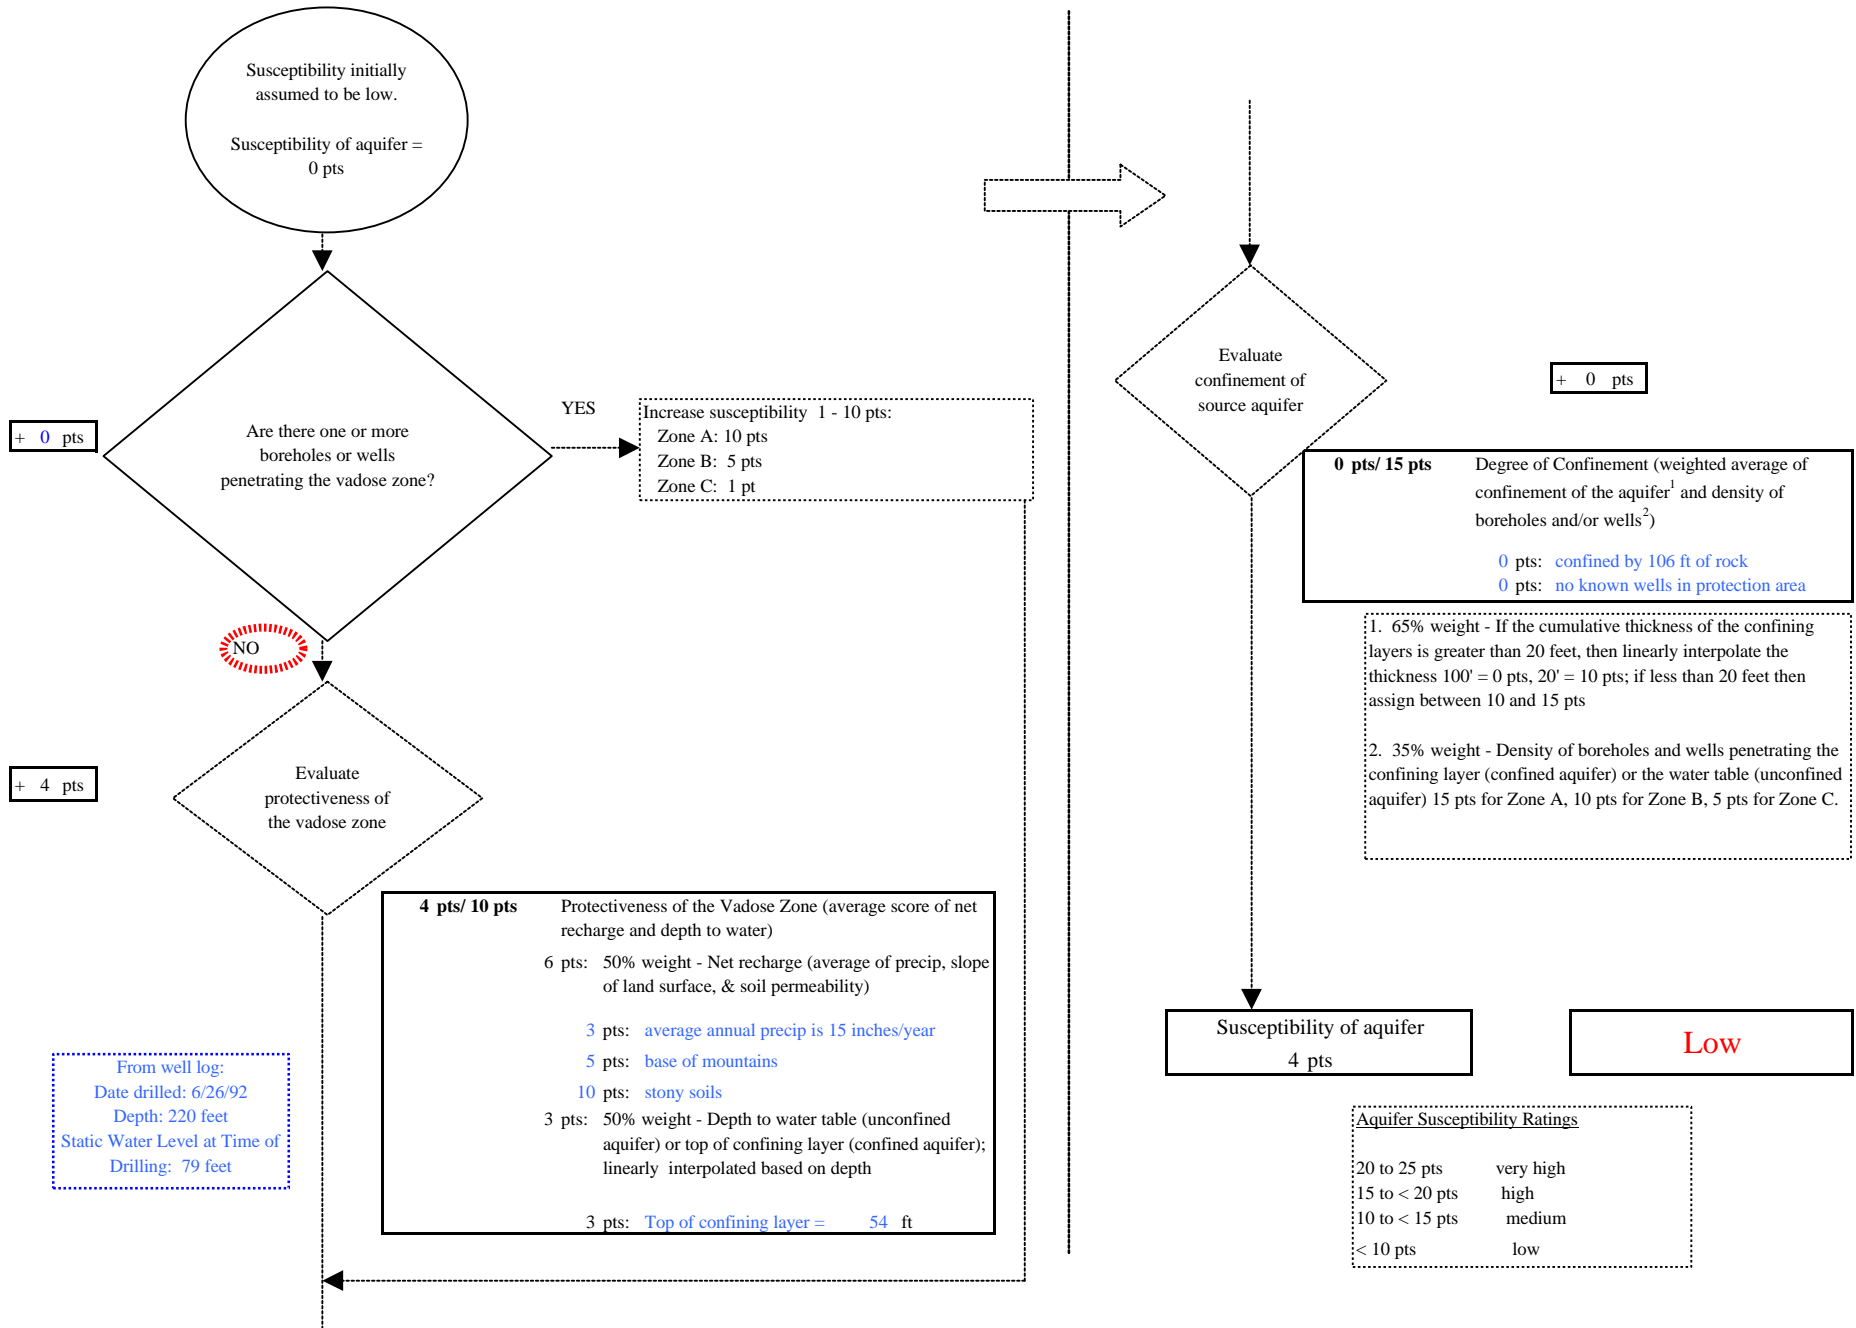 Susceptibility initially
assumed to be low.
Susceptibility of aquifer =
0 pts
+ 0 pts
Are there one or more
boreholes or wells
penetrating the vadose zone?
YES
Increase susceptibility 1 - 10 pts:
Zone A: 10 pts
Zone B: 5 pts
Zone C: 1 pt
NO
+ 4 pts
Evaluate
protectiveness of
the vadose zone
4 pts/ 10 pts Protectiveness of the Vadose Zone (average score of net
recharge and depth to water)
6 pts: 50% weight - Net recharge (average of precip, slope
of land surface, & soil permeability)
3 pts: average annual precip is 15 inches/year
5 pts: base of mountains
10 pts: stony soils
3 pts: 50% weight - Depth to water table (unconfined
aquifer) or top of confining layer (confined aquifer);
linearly interpolated based on depth
3 pts: Top of confining layer = 54 ft
From well log:
Date drilled: 6/26/92
Depth: 220 feet
Static Water Level at Time of
Drilling: 79 feet
Evaluate
confinement of
source aquifer
+ 0 pts
0 pts/ 15 pts Degree of Confinement (weighted average of
confinement of the aquifer1 and density of
boreholes and/or wells2)
0 pts: confined by 106 ft of rock
0 pts: no known wells in protection area
1. 65% weight - If the cumulative thickness of the confining
layers is greater than 20 feet, then linearly interpolate the
thickness 100' = 0 pts, 20' = 10 pts; if less than 20 feet then
assign between 10 and 15 pts
2. 35% weight - Density of boreholes and wells penetrating the
confining layer (confined aquifer) or the water table (unconfined
aquifer) 15 pts for Zone A, 10 pts for Zone B, 5 pts for Zone C.
Susceptibility of aquifer
4 pts
Low
Aquifer Susceptibility Ratings
20 to 25 pts very high
15 to < 20 pts high
10 to < 15 pts medium
< 10 pts low